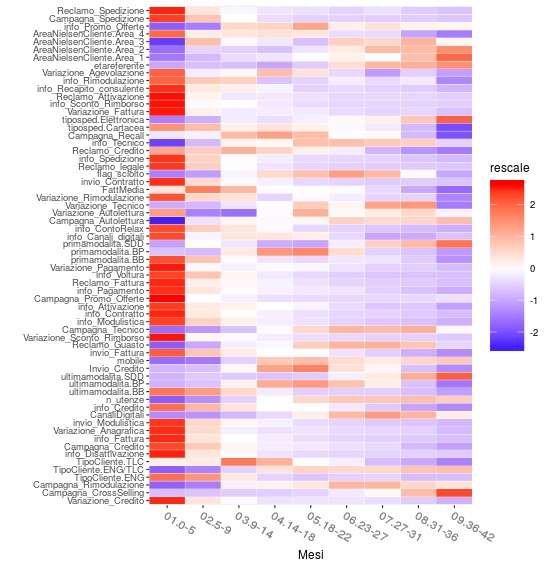 Reclamo_Spedizione
Campagna_Spedizione
info_Promo_Offerte
AreaNielsenCliente.Area_4
AreaNielsenCliente.Area_3
AreaNielsenCliente.Area_2
AreaNielsenCliente.Area_1
etareferente
Variazione_Agevolazione
info_Rimodulazione
info_Recapito_consulente
Reclamo_Attivazione
info_Sconto_Rimborso
Variazione_Fattura
tiposped.Elettronica
tiposped.Cartacea
Campagna_Recall
info_Tecnico
Reclamo_Credito
info_Spedizione
Reclamo_legale
flag_sciolto
invio_Contratto
FattMedia
Variazione_Rimodulazione
Variazione_Tecnico
Variazione_Autolettura
Campagna_Autolettura
info_ContoRelax
info_Canali_digitali
primamodalita.SDD
primamodalita.BP
primamodalita.BB
Variazione_Pagamento
info_Voltura
Reclamo_Fattura
info_Pagamento
Campagna_Promo_Offerte
info_Attivazione
info_Contratto
info_Modulistica
Campagna_Tecnico
Variazione_Sconto_Rimborso
Reclamo_Guasto
invio_Fattura
mobile
Invio_Credito
ultimamodalita.SDD
ultimamodalita.BP
ultimamodalita.BB
n_utenze
info_Credito
CanaliDigitali
invio_Modulistica
Variazione_Anagrafica
info_Fattura
Campagna_Credito
info_Disattivazione
TipoCliente.TLC
TipoCliente.ENG/TLC
TipoCliente.ENG
Campagna_Rimodulazione
Campagna_CrossSelling
Variazione_Credito
01.0-5
02.5-9
03.9-14
04.14-18
05.18-22
06.23-27
07.27-31
08.31-36
09.36-42
Mesi
rescale
2
1
0
-1
-2